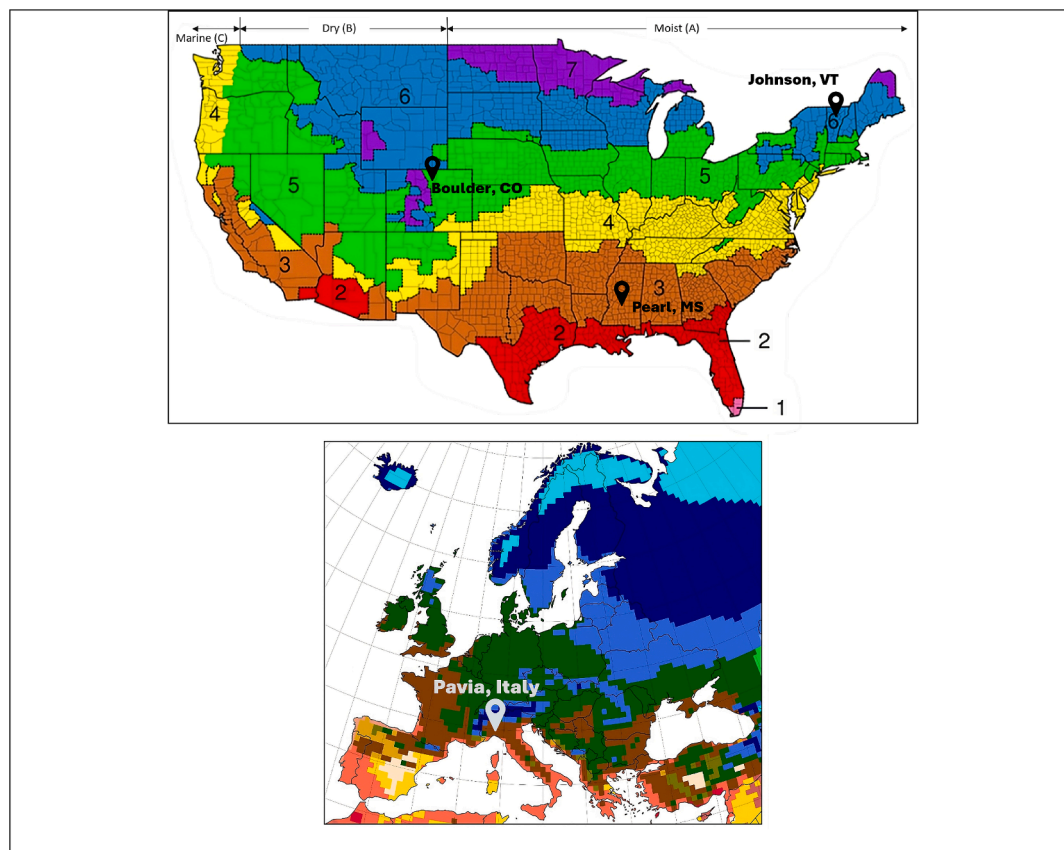 Dry (B)
Moist (A)
Marine (C)
7
Johnson, VT
6
4
6
5
Boulder, CO
5
4
3
3
2
Pearl, MS
2
2
1
Pavia, Italy